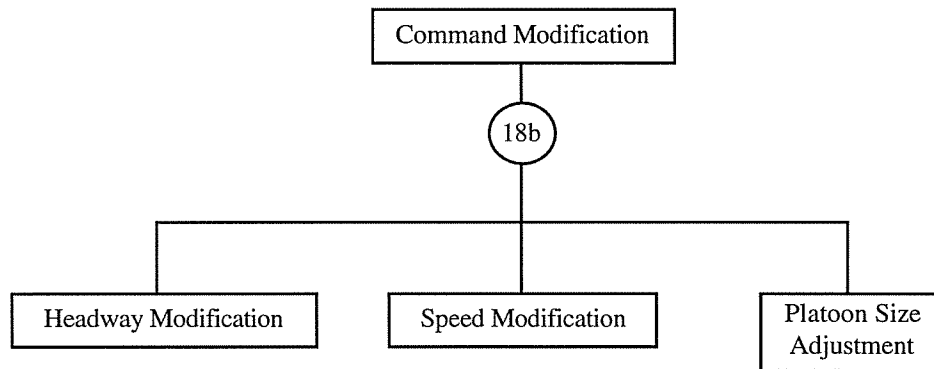 Command Modification
18b
Headway Modification
Speed Modification
Platoon Size
Adjustment